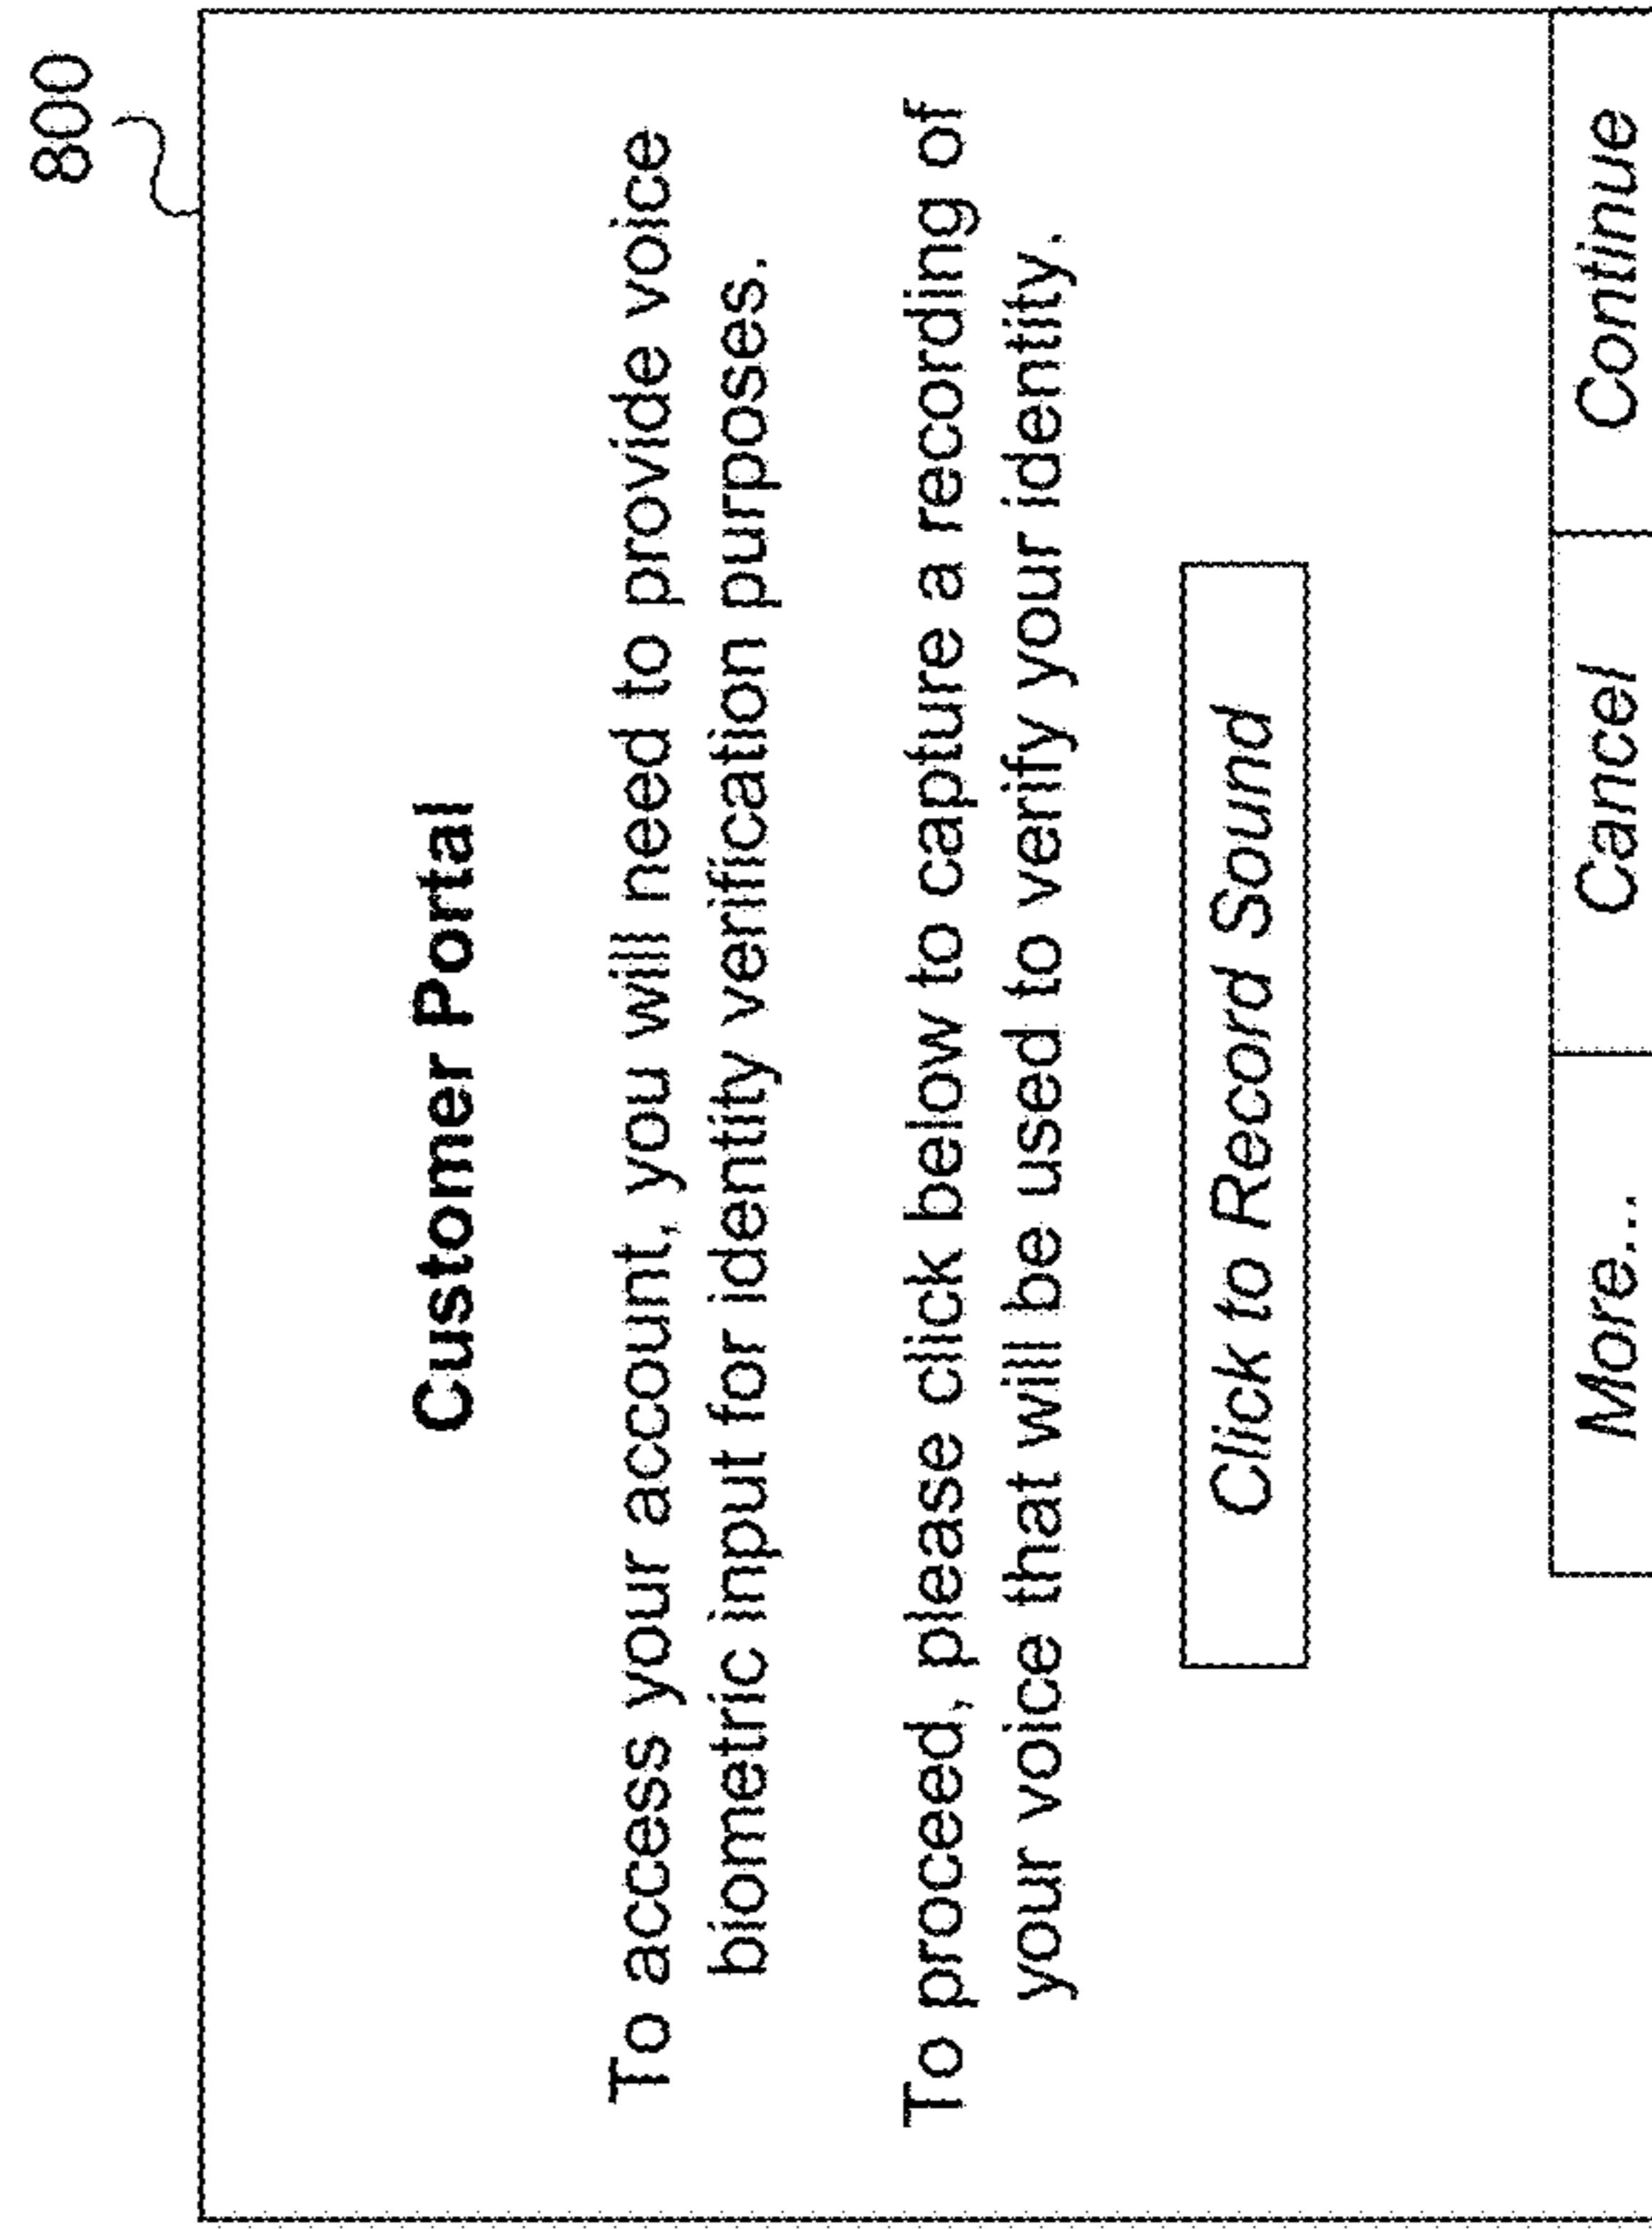 800
Customer Portal
To access your account, you will need to provide voice
biometric input for identity verification purposes.
To proceed, please click below to capture a recording of
your voice that will be used to verify your identity.
Click to Record Sound
More... Cancel Continue